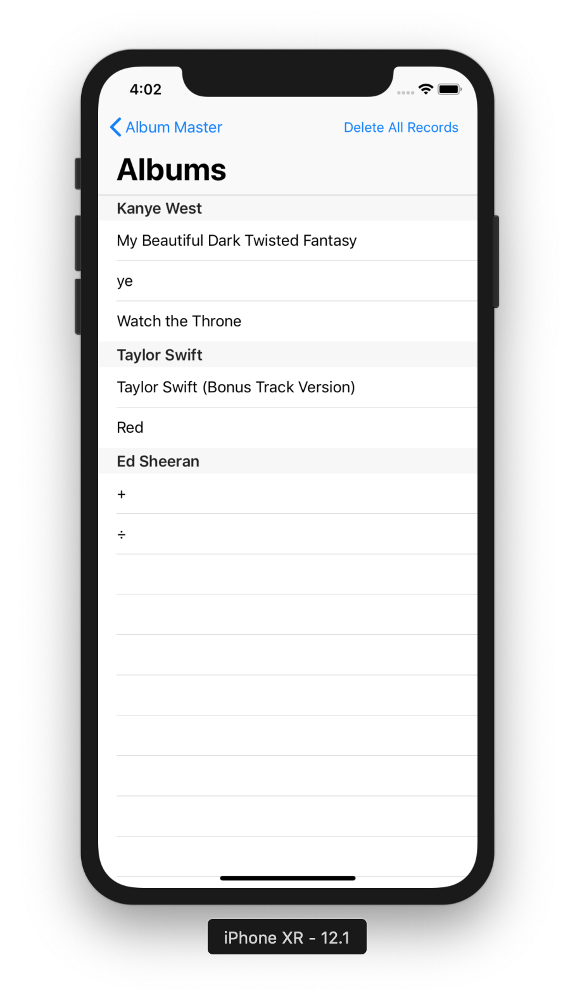 4:02
Album Master
Delete All Records
Albums
Kanye West
My Beautiful Dark Twisted Fantasy
ye
Watch the Throne
Taylor Swift
Taylor Swift (Bonus Track Version)
Red
Ed Sheeran
+
÷
iPhone XR - 12.1